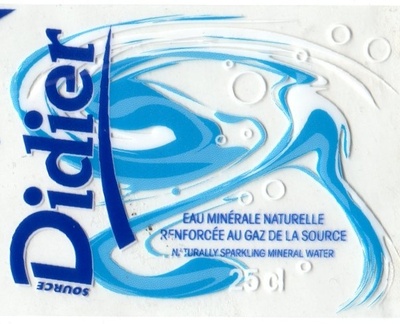 SOURCE
Didier
EAU MINÉRALE NATURELLE
RENFORCÉE AU GAZ DE LA SOURCE
NATURALLY SPARKLING MINERAL WATER
25 cl